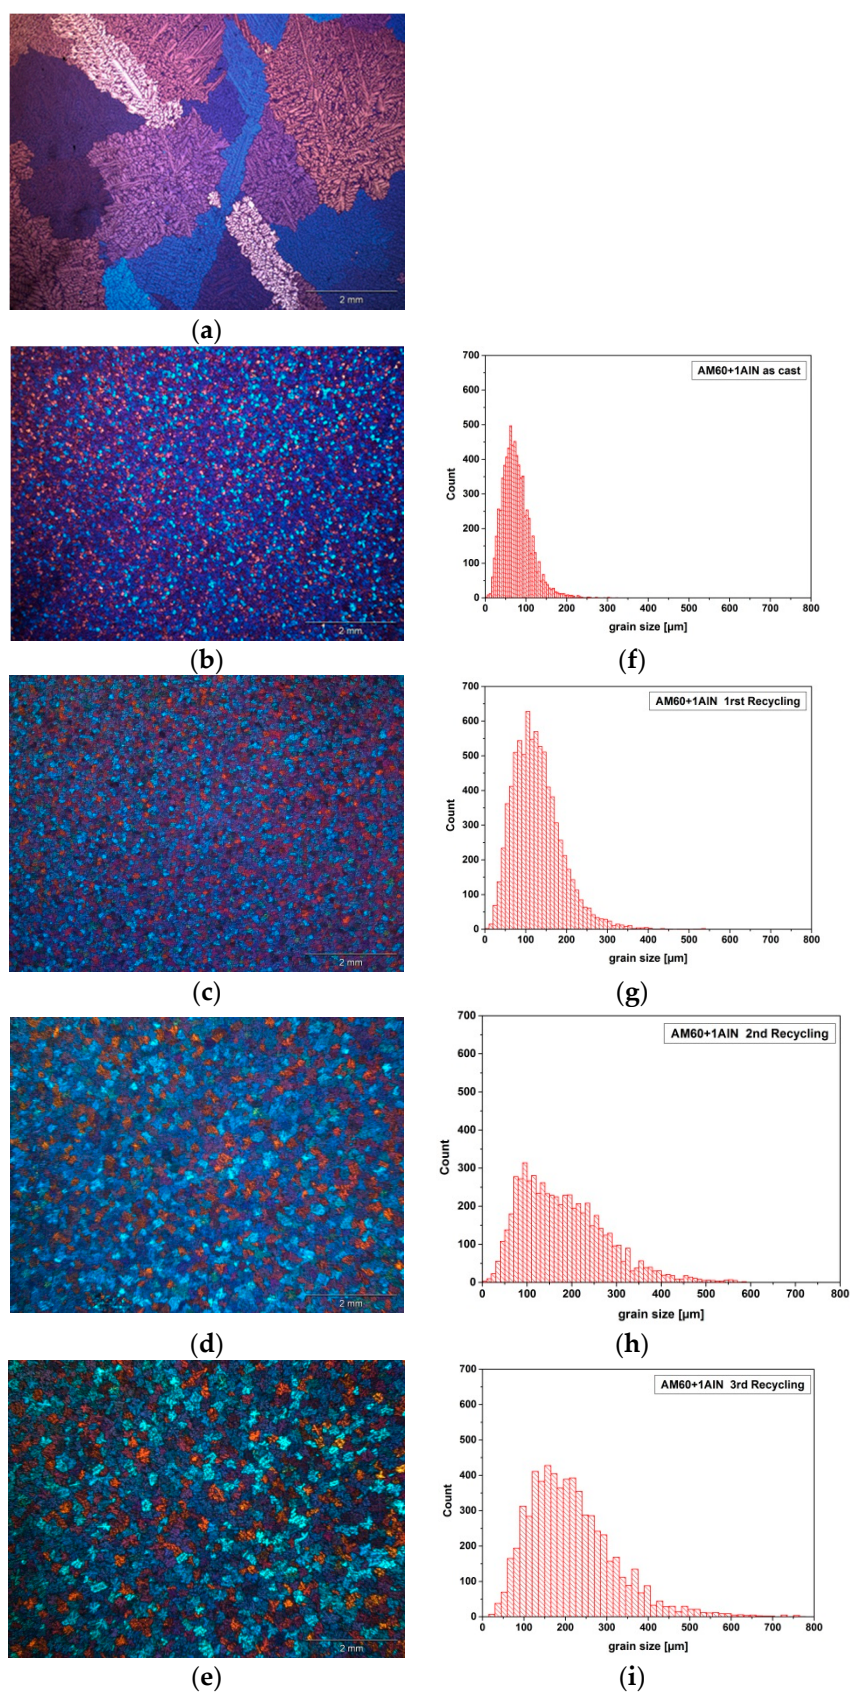 2 mm
(a)
2 mm
(b)
700
600
500
400
300
200
100
0
0 100 200 300 400 500 600 700 800
Count
grain size [µm]
AM60+1AlN as cast
(f)
2 mm
(c)
700
600
500
400
300
200
100
0
0 100 200 300 400 500 600 700 800
Count
grain size [µm]
AM60+1AlN 1rst Recycling
(g)
2 mm
(d)
700
600
500
400
300
200
100
0
0 100 200 300 400 500 600 700 800
Count
grain size [µm]
AM60+1AlN 2nd Recycling
(h)
2 mm
(e)
700
600
500
400
300
200
100
0
0 100 200 300 400 500 600 700 800
Count
grain size [µm]
AM60+1AlN 3rd Recycling
(i)